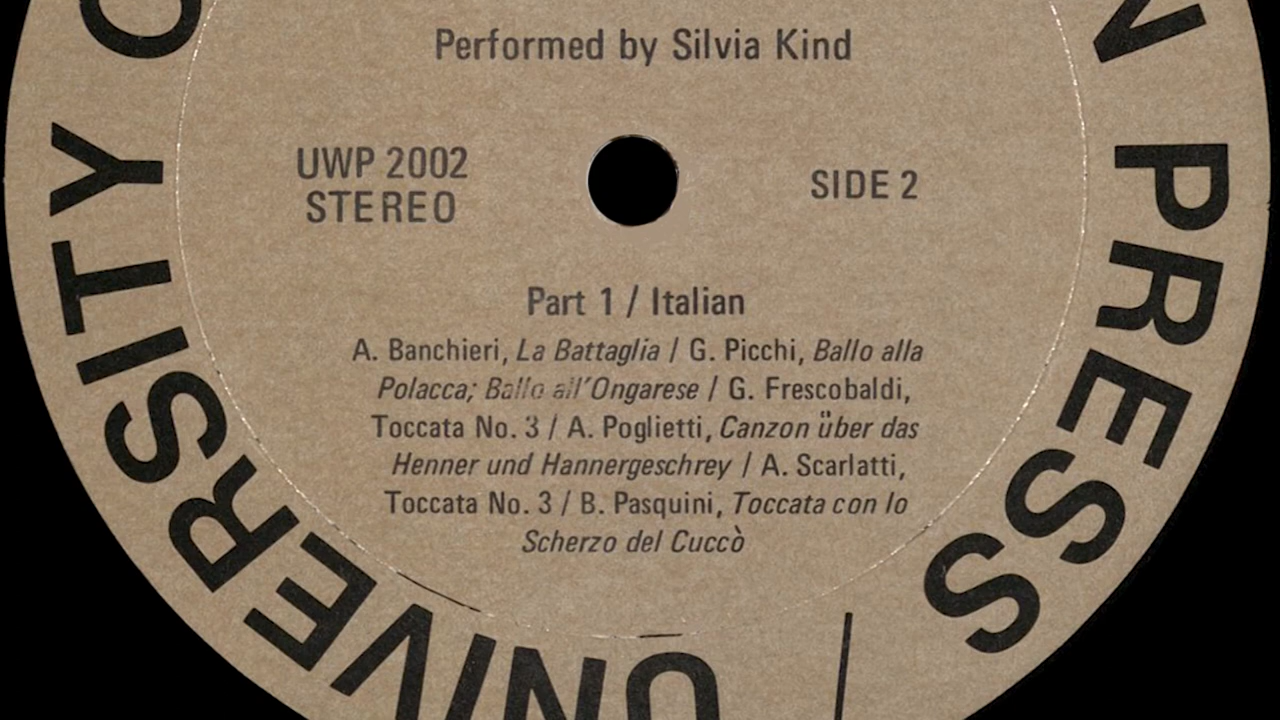 Performed by Silvia Kind
UWP 2002
STEREO
SIDE 2
Part 1 / Italian
A. Banchieri, La Battaglia / G. Picchi, Ballo alla
Polacca; Ballo all'Ongarese / G. Frescobaldi,
Toccata No. 3 / A. Poglietti, Canzon über das
Henner und Hannergeschrey / A. Scarlatti,
Toccata No. 3 / B. Pasquini, Toccata con lo
Scherzo del Cuccò
UNIVERSITY
PRESS